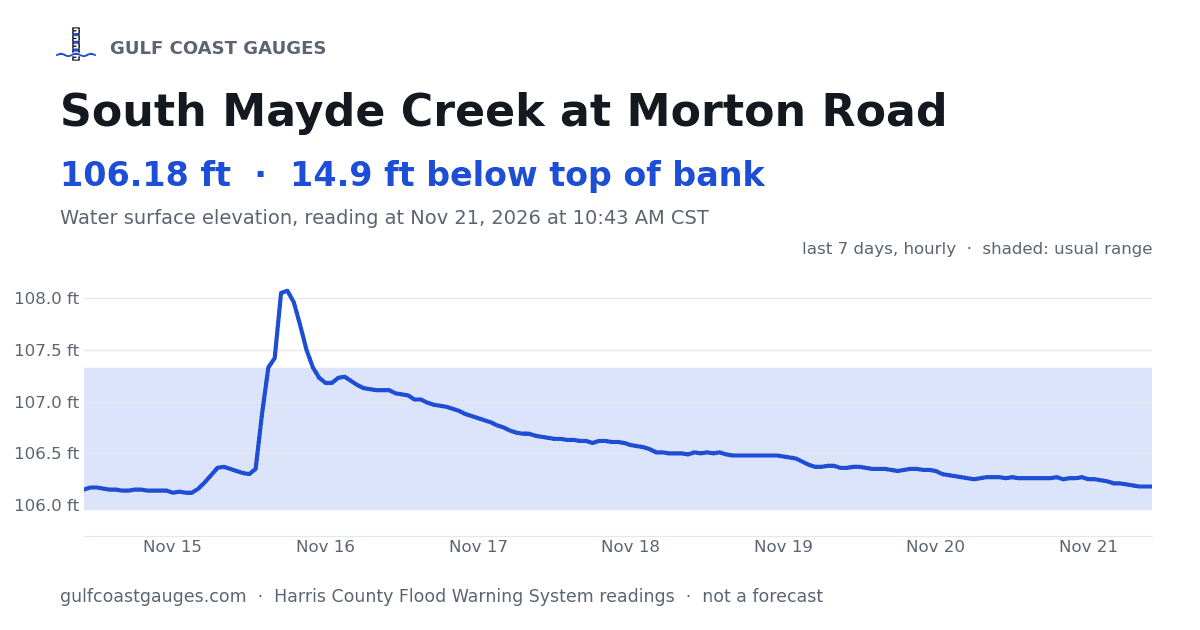 GULF COAST GAUGES
South Mayde Creek at Morton Road
106.18 ft · 14.9 ft below top of bank
Water surface elevation, reading at Nov 21, 2026 at 10:43 AM CST
last 7 days, hourly · shaded: usual range
108.0 ft
107.5 ft
107.0 ft
106.5 ft
106.0 ft
Nov 15 Nov 16 Nov 17 Nov 18 Nov 19 Nov 20 Nov 21
gulfcoastgauges.com · Harris County Flood Warning System readings · not a forecast